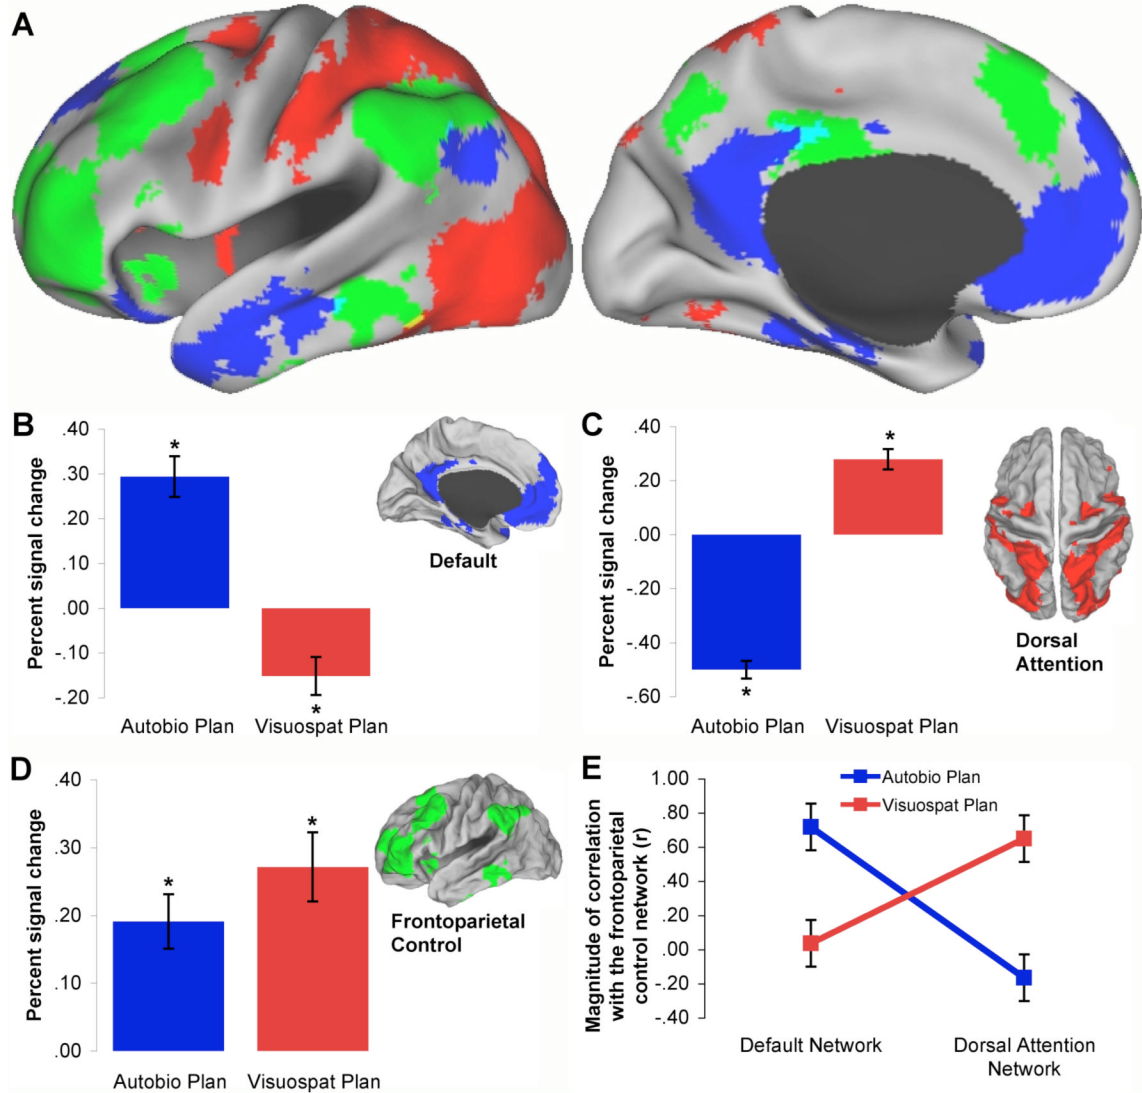 A
B
Percent signal change
.40
.30
.20
.10
.00
-.10
-.20
*
*
Autobio Plan
Visuospat Plan
Default
C
Percent signal change
.40
.20
.00
-.20
-.40
-.60
*
*
Autobio Plan
Visuospat Plan
Dorsal
Attention
D
Percent signal change
.40
.30
.20
.10
.00
*
*
Autobio Plan
Visuospat Plan
Frontoparietal
Control
E
Magnitude of correlation
with the frontoparietal
control network (r)
1.00
.80
.60
.40
.20
.00
-.20
-.40
Autobio Plan
Visuospat Plan
Default Network
Dorsal Attention
Network